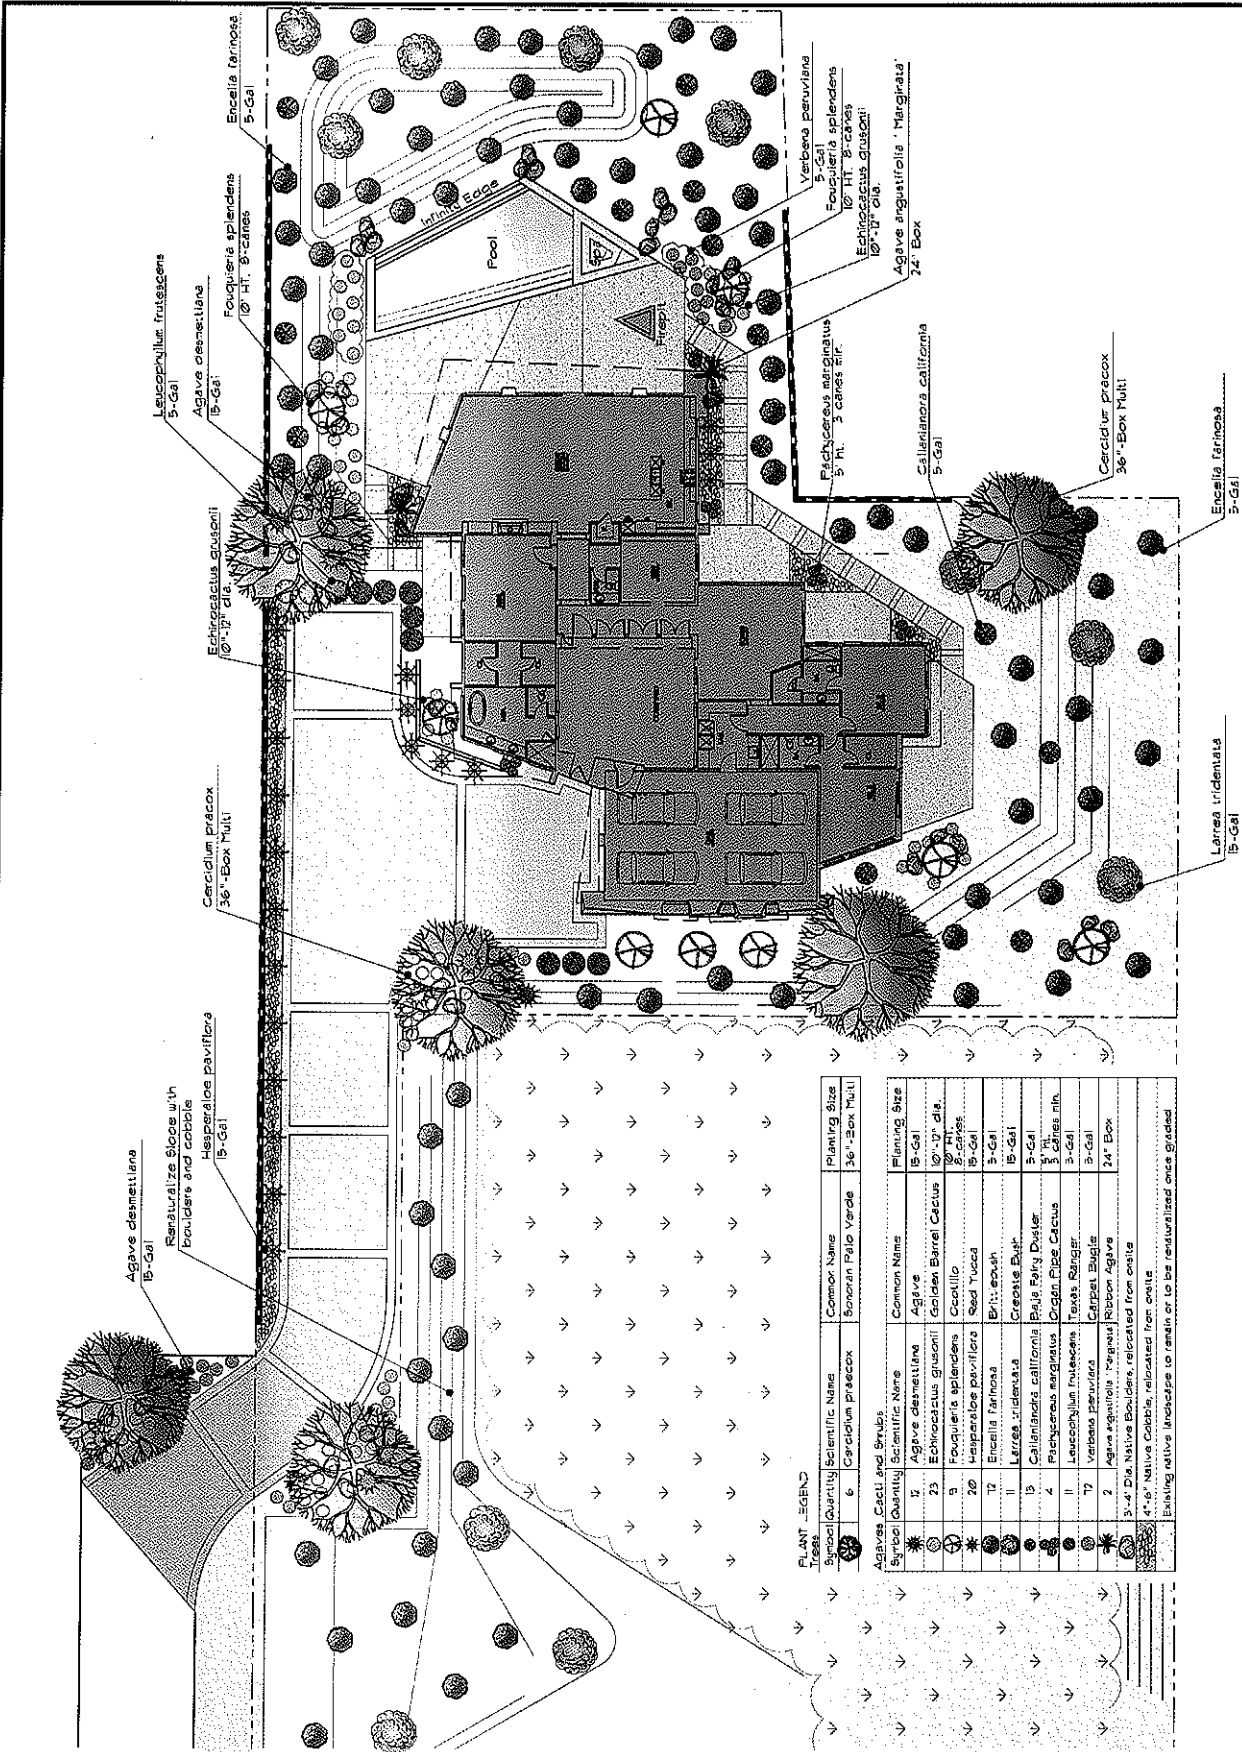 Agave desmettiana
15-Gal
Renaturalize Slope with
boulders and cobble
Hesperaloe paviflora
15-Gal
Cercidium pracox
36"-Box Multi
Echinocactus grusonii
10"-12" dia.
Leucophyllum frutescens
5-Gal
Agave desmettiana
15-Gal
Fouquieria splendens
10' HT. 8-canes
Encelia farinosa
5-Gal
Infinity Edge
Pool
Spa
Firepit
Verbena peruviana
5-Gal
Fouquieria splendens
10' HT. 8-canes
Echinocactus grusonii
10"-12" dia.
Agave angustifolia 'Marginata'
24" Box
Pachycereus marginatus
5' ht. 3 canes min.
Calliandra california
5-Gal
Cercidium pracox
36"-Box Multi
Encelia farinosa
5-Gal
Larrea tridentata
15-Gal
PLANT LEGEND
Trees
Symbol Quantity Scientific Name Common Name Planting Size
6 Cercidium praecox Sonoran Palo Verde 36"-Box Multi
Agaves, Cacti and Shrubs
Symbol Quantity Scientific Name Common Name Planting Size
12 Agave desmettiana Agave 15-Gal
23 Echinocactus grusonii Golden Barrel Cactus 10"-12" dia.
9 Fouquieria splendens Ocotillo 10' HT. 8-canes
20 Hesperaloe paviflora Red Yucca 15-Gal
72 Encelia farinosa Brittlebush 5-Gal
11 Larrea tridentata Creosote Bush 15-Gal
13 Callaindra california Baja Fairy Duster 5-Gal
4 Pachycereus marginatus Organ Pipe Cactus 5' ht. 3 canes min.
11 Leucophyllum frutescens Texas Ranger 5-Gal
72 Verbena peruviana Carpet Bugle 5-Gal
2 Agave angustifolia 'Marginata' Ribbon Agave 24" Box
3'-4' Dia. Native Boulders, relocated from onsite
4"-6" Native Cobble, relocated from onsite
Existing native landscape to remain or to be renaturalized once graded